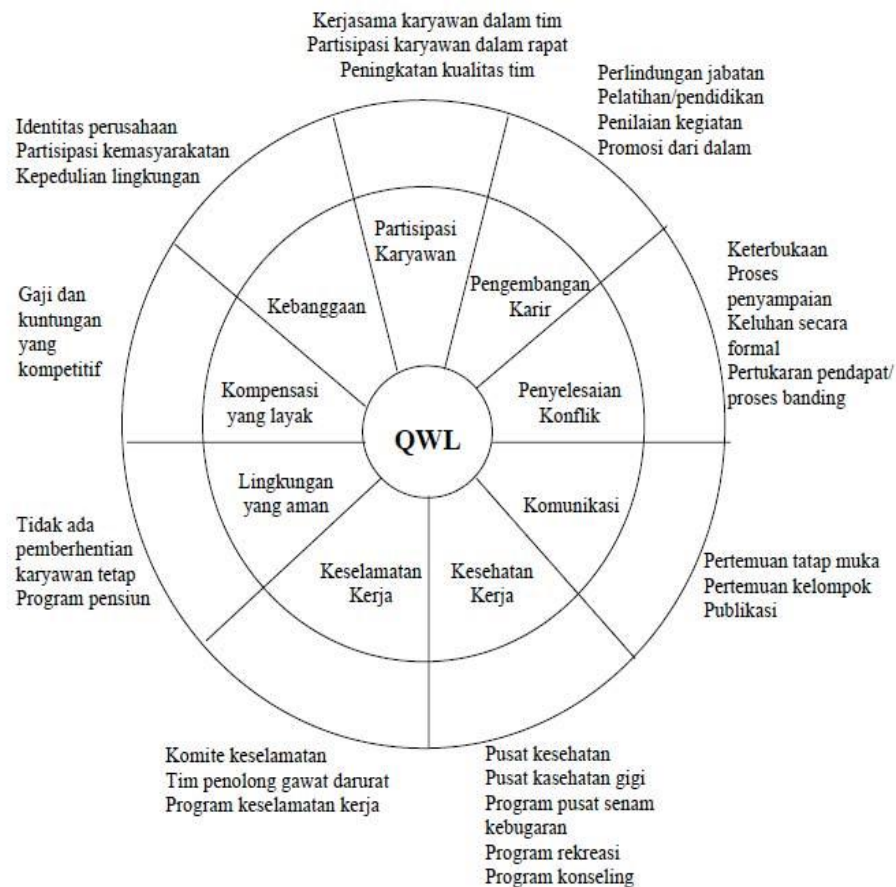 Kerjasama karyawan dalam tim
Partisipasi karyawan dalam rapat
Peningkatan kualitas tim
Perlindungan jabatan
Pelatihan/pendidikan
Penilaian kegiatan
Promosi dari dalam
Identitas perusahaan
Partisipasi kemasyarakatan
Kepedulian lingkungan
Partisipasi
Karyawan
Pengembangan
Karir
Kebanggaan
Keterbukaan
Proses
penyampaian
Keluhan secara
formal
Pertukaran pendapat/
proses banding
Gaji dan
kuntungan
yang
kompetitif
Kompensasi
yang layak
Penyelesaian
Konflik
QWL
Lingkungan
yang aman
Komunikasi
Tidak ada
pemberhentian
karyawan tetap
Program pensiun
Keselamatan
Kerja
Kesehatan
Kerja
Pertemuan tatap muka
Pertemuan kelompok
Publikasi
Komite keselamatan
Tim penolong gawat darurat
Program keselamatan kerja
Pusat kesehatan
Pusat kasehatan gigi
Program pusat senam
kebugaran
Program rekreasi
Program konseling